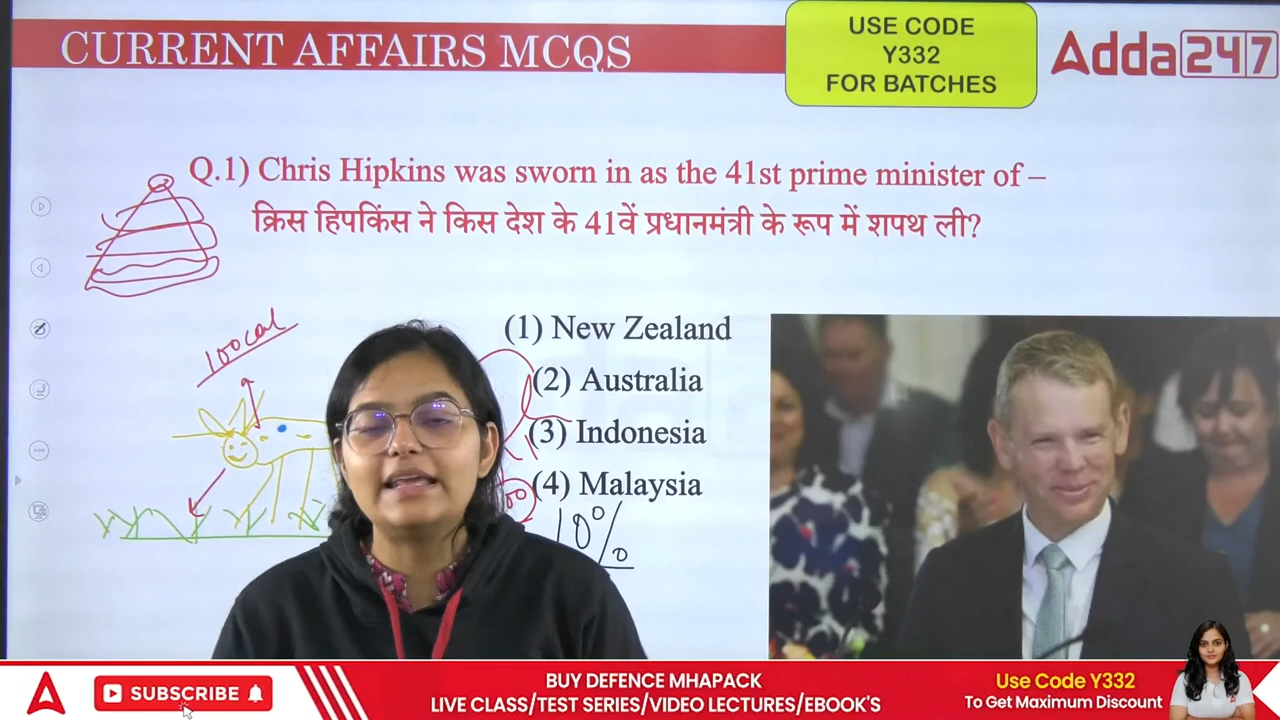 CURRENT AFFAIRS MCQS
USE CODE
Y332
FOR BATCHES
Adda247
Q.1) Chris Hipkins was sworn in as the 41st prime minister of –
क्रिस हिपकिंस ने किस देश के 41वें प्रधानमंत्री के रूप में शपथ ली?
100cal
(1) New Zealand
(2) Australia
(3) Indonesia
(4) Malaysia
10%
SUBSCRIBE
BUY DEFENCE MHAPACK
LIVE CLASS/TEST SERIES/VIDEO LECTURES/EBOOK'S
Use Code Y332
To Get Maximum Discount